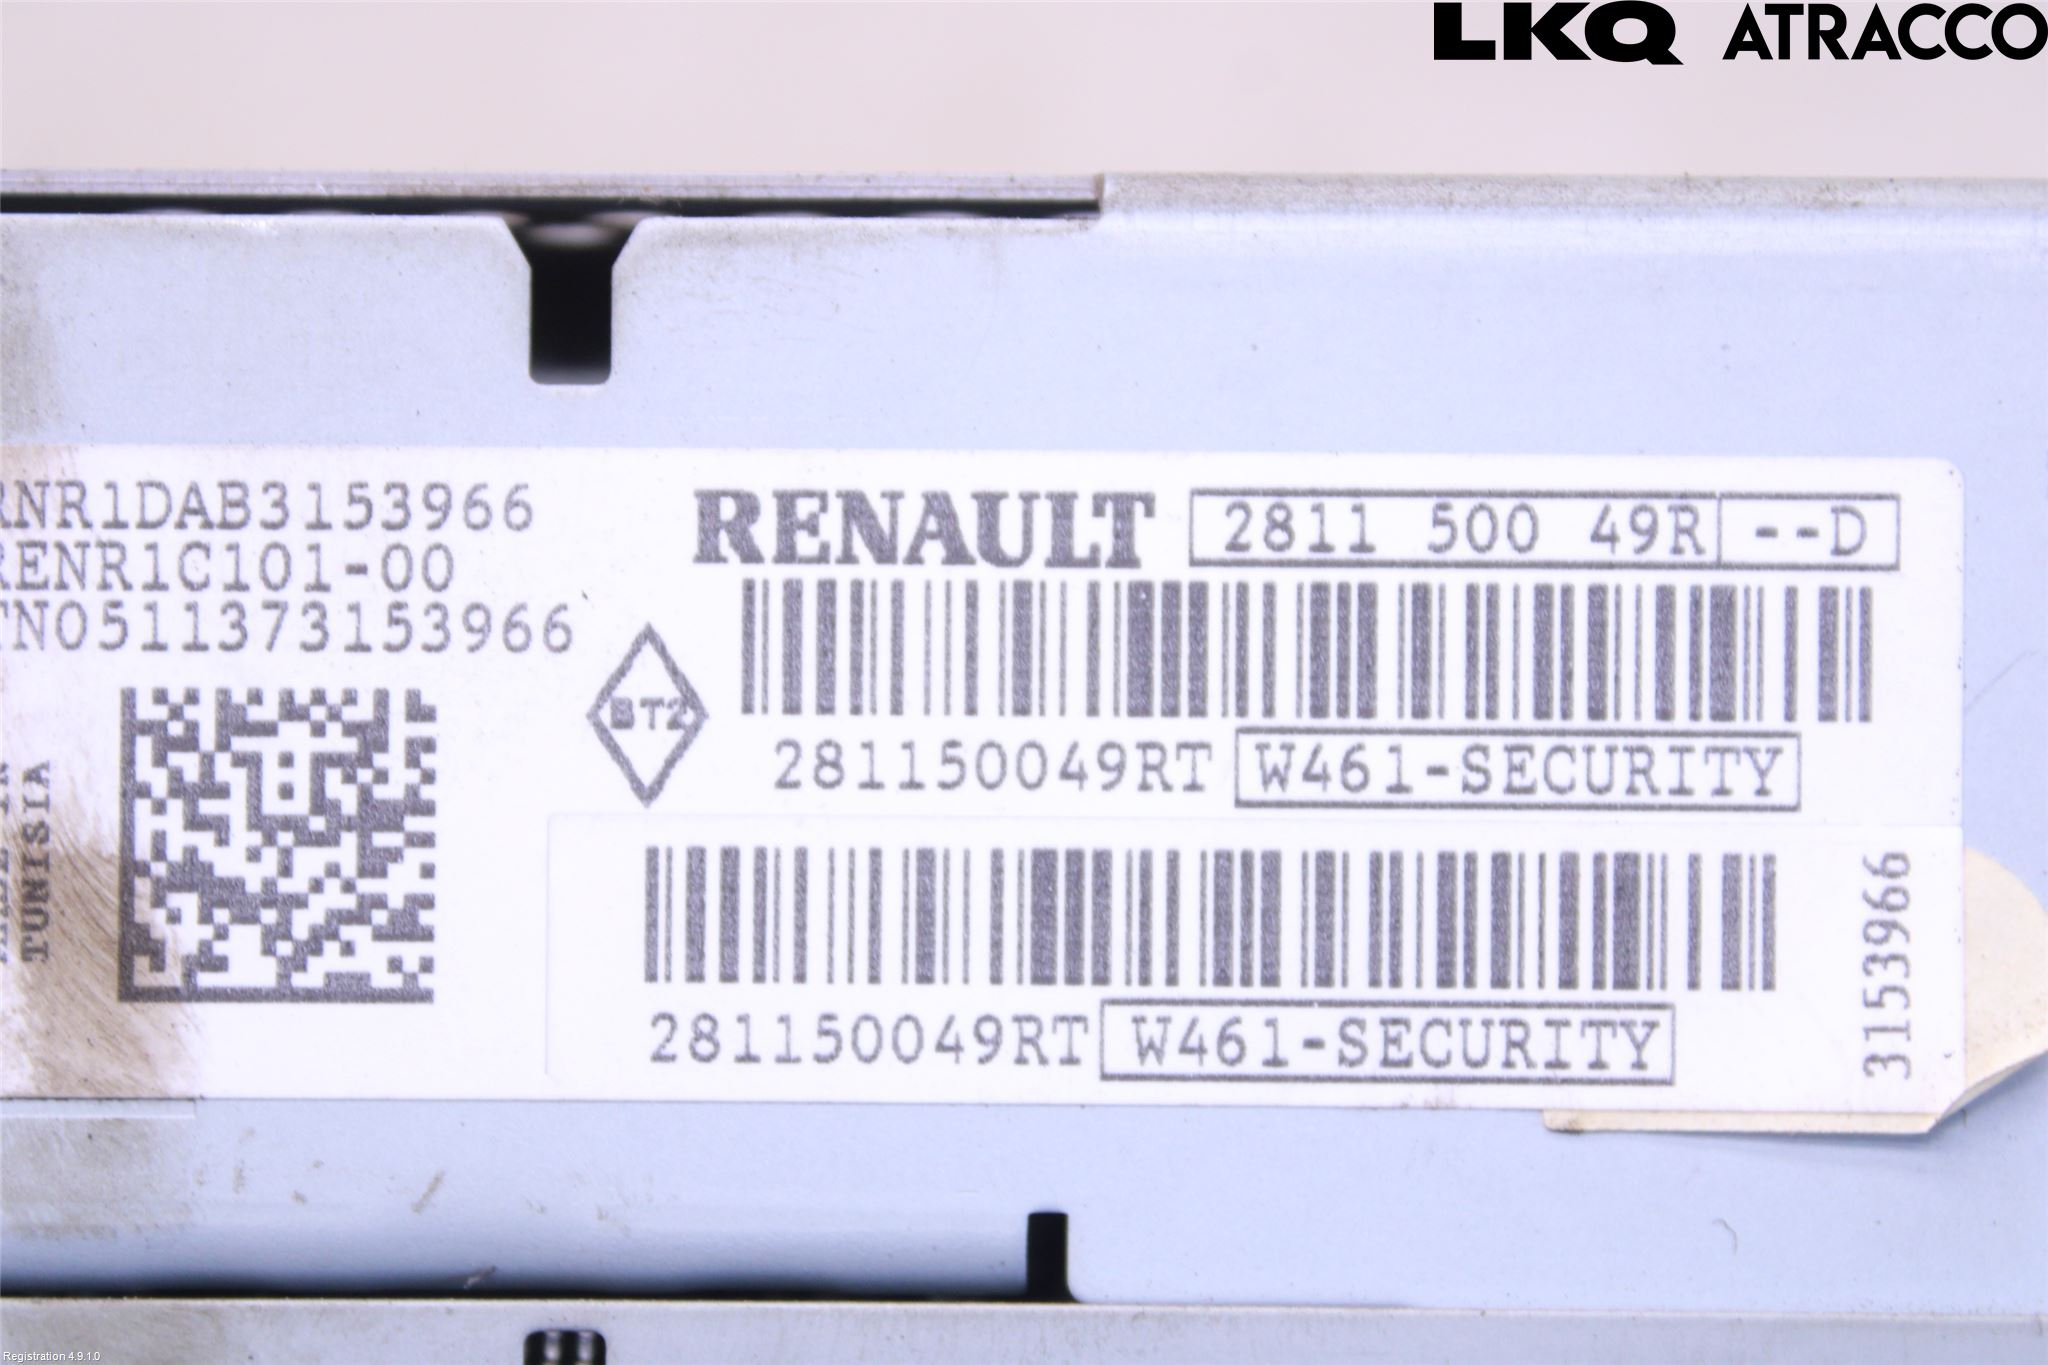 LKQ ATRACCO
RNR1DAB3153966
RENR1C101-00
TN0511373153966
TUNISIA
RENAULT 2811 500 49R --D
BT2
281150049RT W461-SECURITY
281150049RT W461-SECURITY
3153966
Registration 4.9.1.0